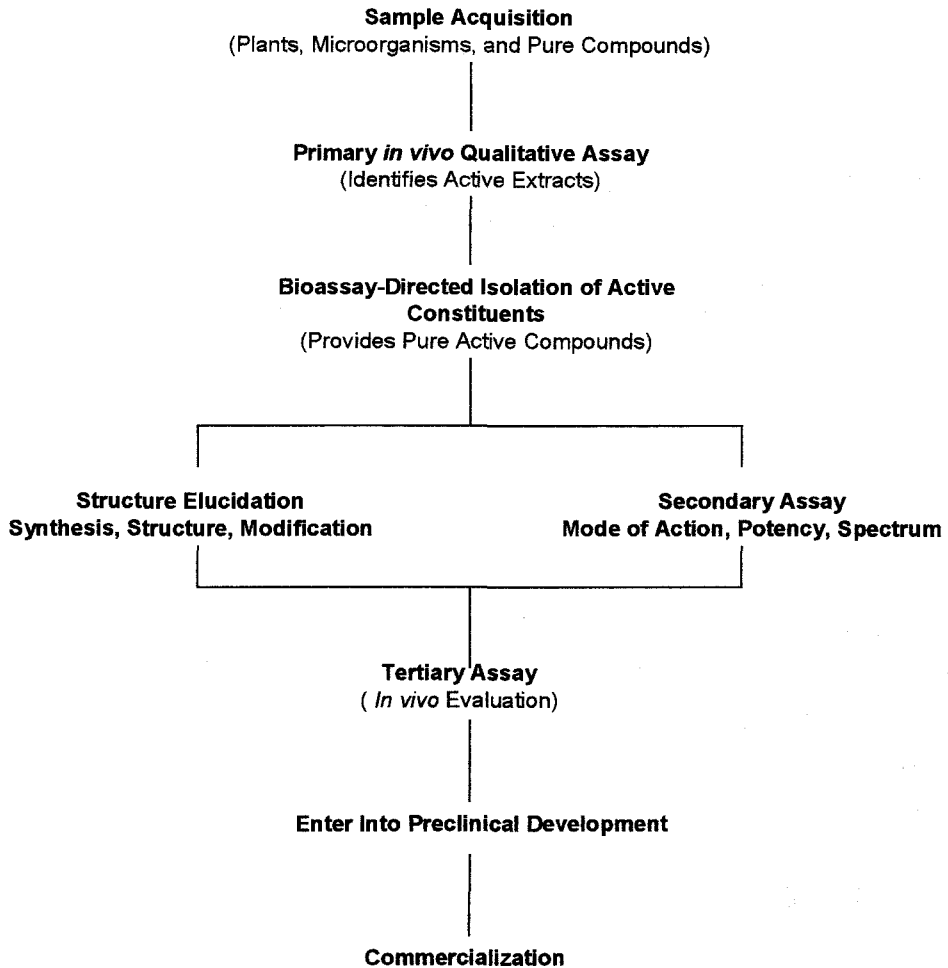 Sample Acquisition
(Plants, Microorganisms, and Pure Compounds)
Primary in vivo Qualitative Assay
(Identifies Active Extracts)
Bioassay-Directed Isolation of Active
Constituents
(Provides Pure Active Compounds)
Structure Elucidation
Synthesis, Structure, Modification
Secondary Assay
Mode of Action, Potency, Spectrum
Tertiary Assay
( In vivo Evaluation)
Enter Into Preclinical Development
Commercialization